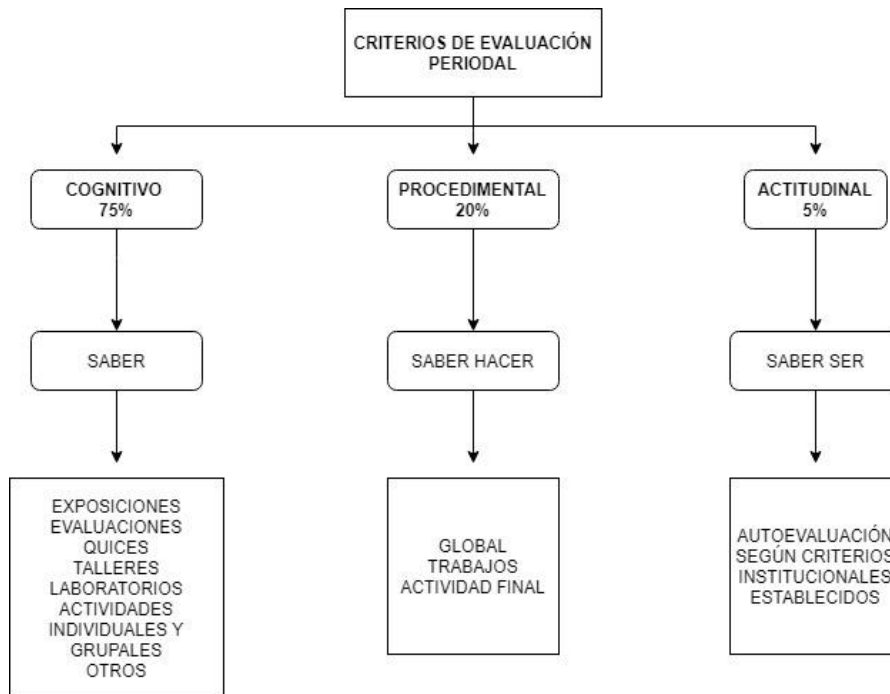 CRITERIOS DE EVALUACIÓN
PERIODAL
COGNITIVO
75%
PROCEDIMENTAL
20%
ACTITUDINAL
5%
SABER
SABER HACER
SABER SER
EXPOSICIONES
EVALUACIONES
QUICES
TALLERES
LABORATORIOS
ACTIVIDADES
INDIVIDUALES Y
GRUPALES
OTROS
GLOBAL
TRABAJOS
ACTIVIDAD FINAL
AUTOEVALUACIÓN
SEGÚN CRITERIOS
INSTITUCIONALES
ESTABLECIDOS